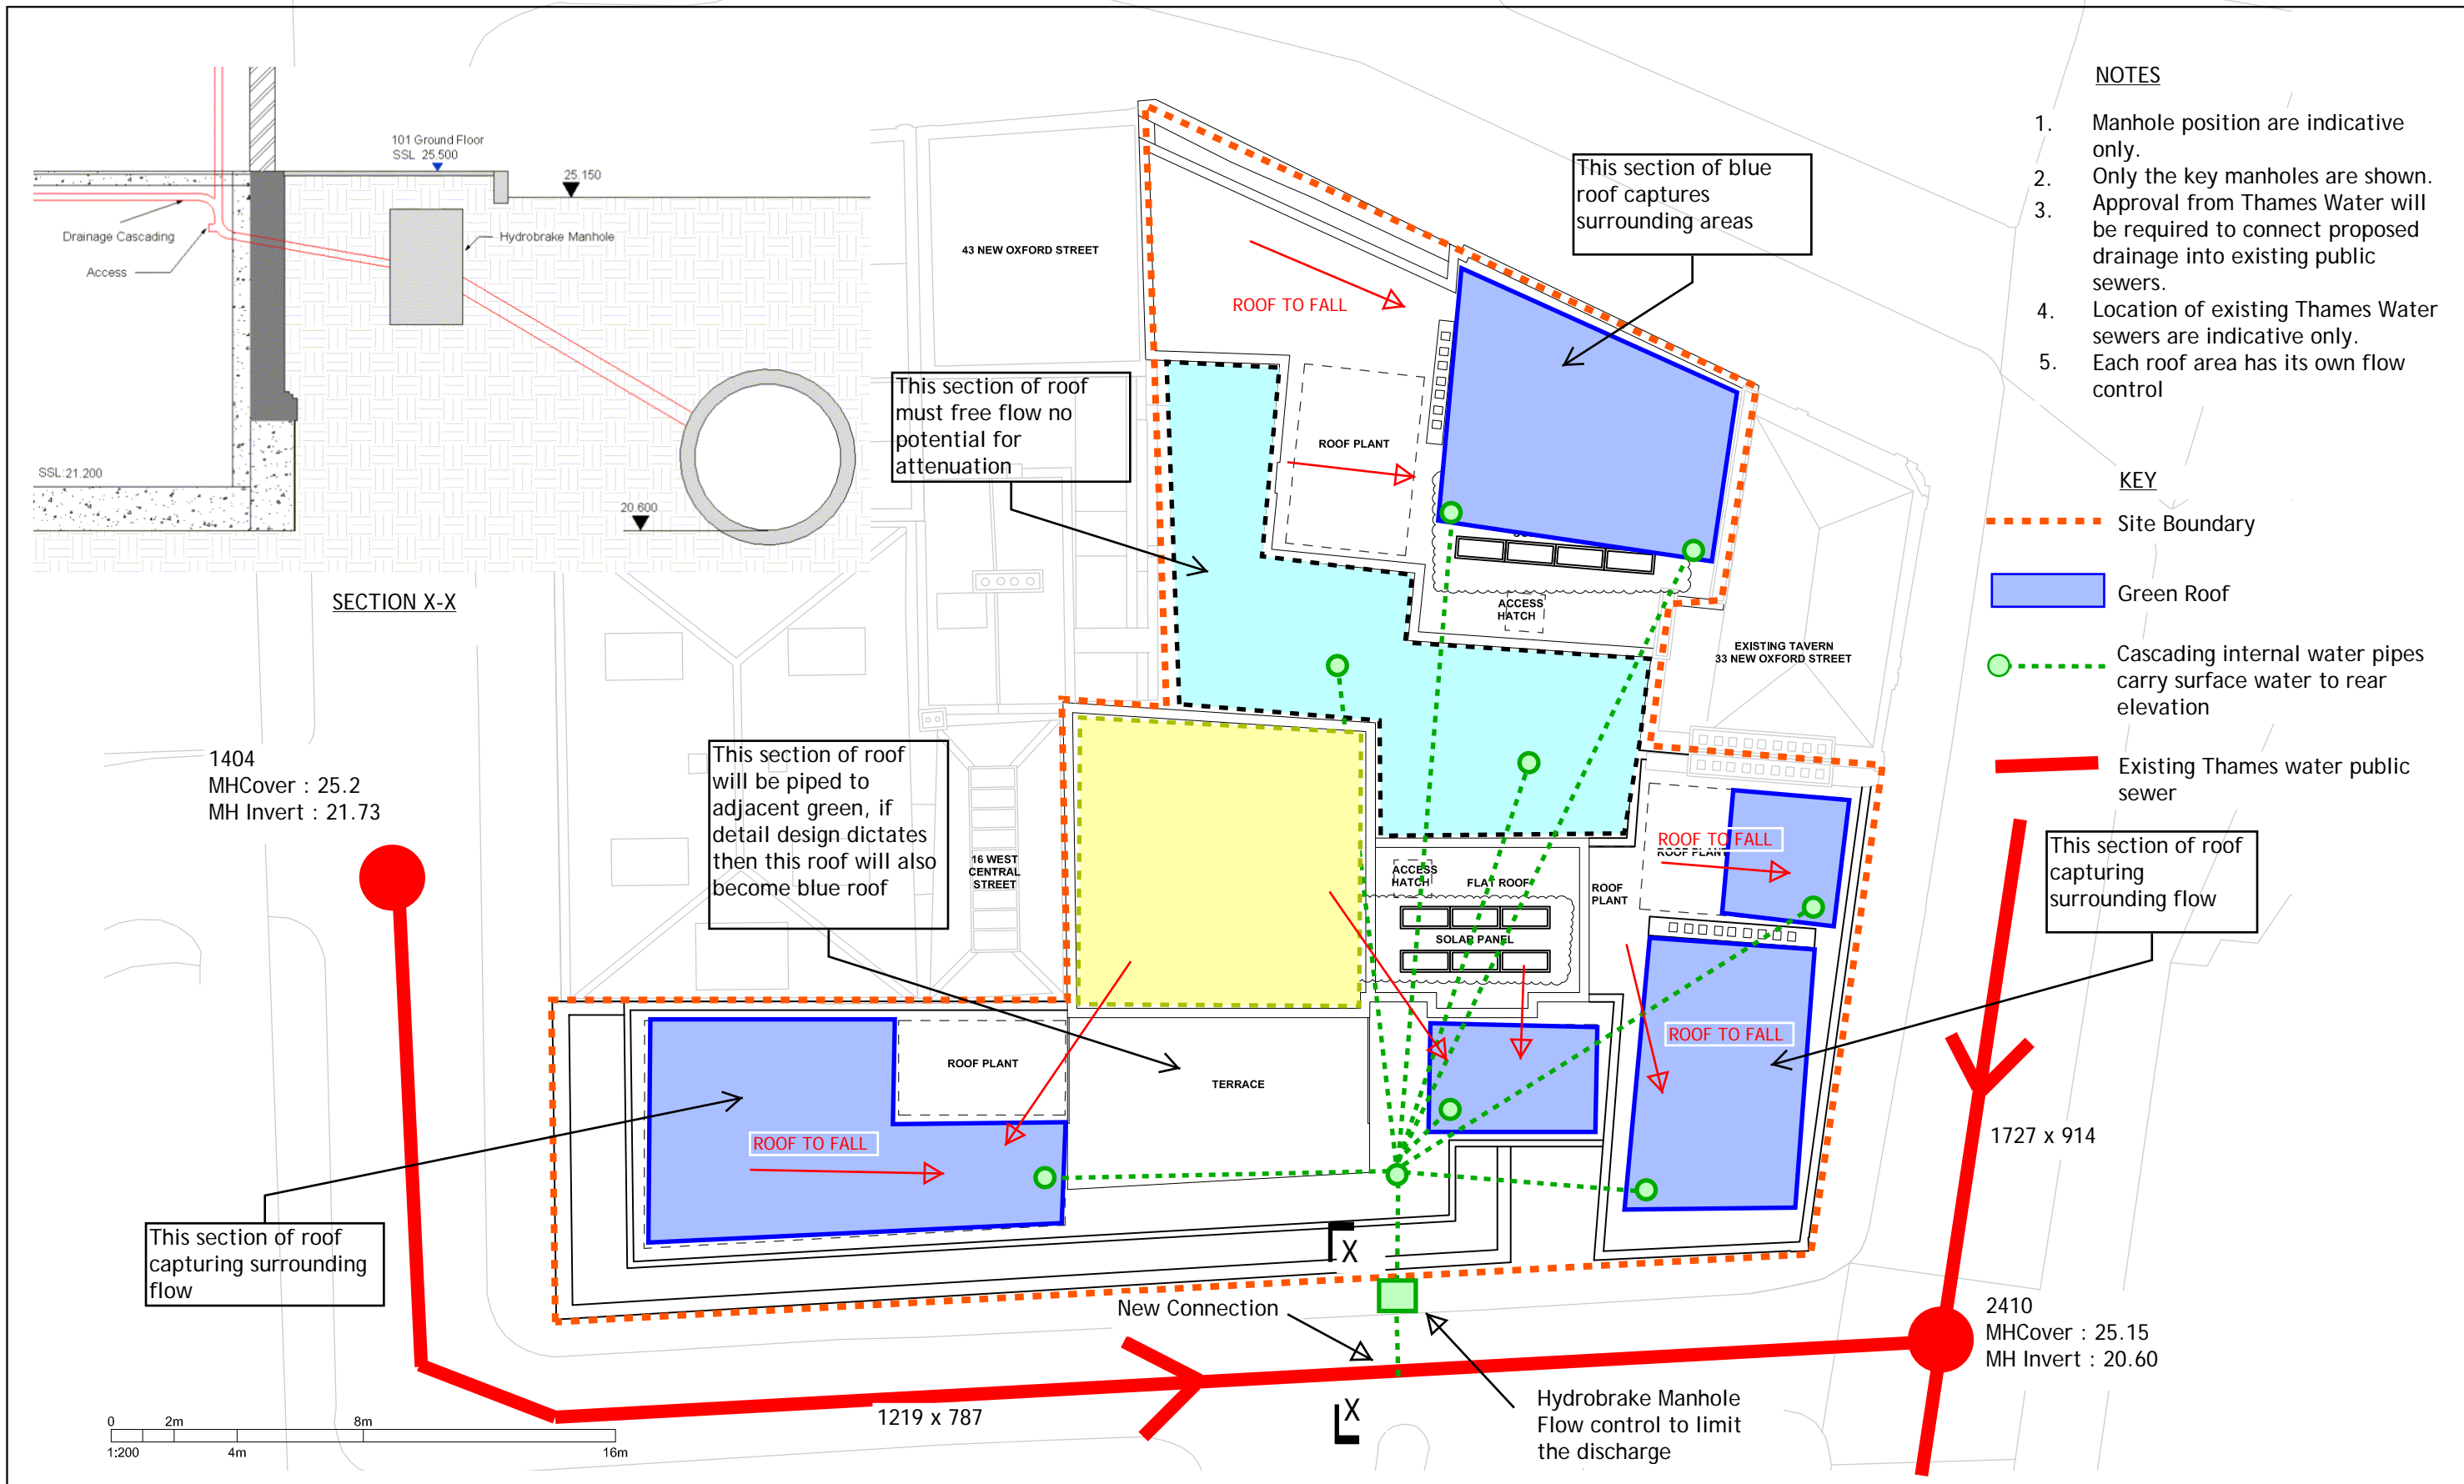 101 Ground Floor
SSL 25.500
25.150
Drainage Cascading
Hydrobrake Manhole
Access
SSL:21.200
20.600
SECTION X-X
NOTES
1. Manhole position are indicative
only.
2. Only the key manholes are shown.
3. Approval from Thames Water will
be required to connect proposed
drainage into existing public
sewers.
4. Location of existing Thames Water
sewers are indicative only.
5. Each roof area has its own flow
control
KEY
Site Boundary
Green Roof
Cascading internal water pipes
carry surface water to rear
elevation
Existing Thames water public
sewer
This section of blue
roof captures
surrounding areas
43 NEW OXFORD STREET
ROOF TO FALL
This section of roof
must free flow no
potential for
attenuation
ROOF PLANT
ACCESS
HATCH
EXISTING TAVERN
33 NEW OXFORD STREET
1404
MHCover : 25.2
MH Invert : 21.73
This section of roof
will be piped to
adjacent green, if
detail design dictates
then this roof will also
become blue roof
16 WEST
CENTRAL
STREET
ACCESS
HATCH
FLAT ROOF
SOLAR PANEL
ROOF
PLANT
ROOF TO FALL
ROOF PLANT
This section of roof
capturing
surrounding flow
ROOF TO FALL
ROOF PLANT
TERRACE
ROOF TO FALL
1727 x 914
This section of roof
capturing surrounding
flow
X
New Connection
2410
MHCover : 25.15
MH Invert : 20.60
Hydrobrake Manhole
Flow control to limit
the discharge
X
1219 x 787
0 2m 8m
1:200 4m 16m